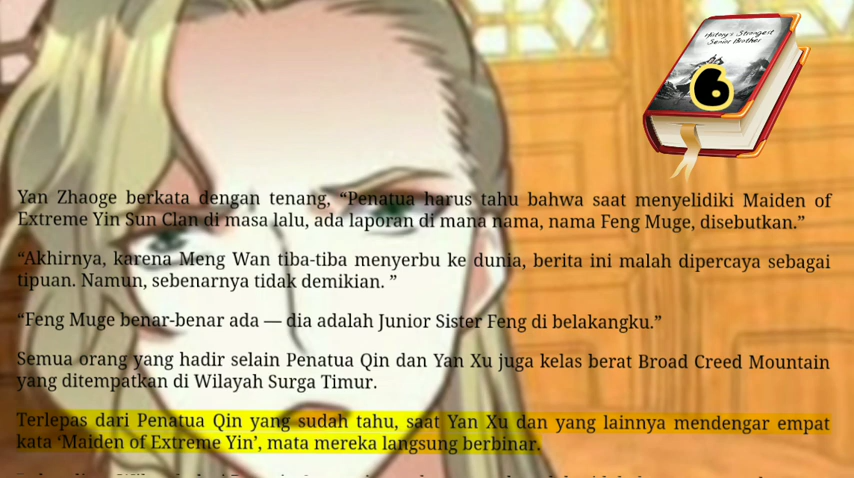 History's Strongest
Senior Brother
6
Yan Zhaoge berkata dengan tenang, “Penatua harus tahu bahwa saat menyelidiki Maiden of
Extreme Yin Sun Clan di masa lalu, ada laporan di mana nama, nama Feng Muge, disebutkan.”
“Akhirnya, karena Meng Wan tiba-tiba menyerbu ke dunia, berita ini malah dipercaya sebagai
tipuan. Namun, sebenarnya tidak demikian. ”
“Feng Muge benar-benar ada — dia adalah Junior Sister Feng di belakangku.”
Semua orang yang hadir selain Penatua Qin dan Yan Xu juga kelas berat Broad Creed Mountain
yang ditempatkan di Wilayah Surga Timur.
Terlepas dari Penatua Qin yang sudah tahu, saat Yan Xu dan yang lainnya mendengar empat
kata ‘Maiden of Extreme Yin’, mata mereka langsung berbinar.